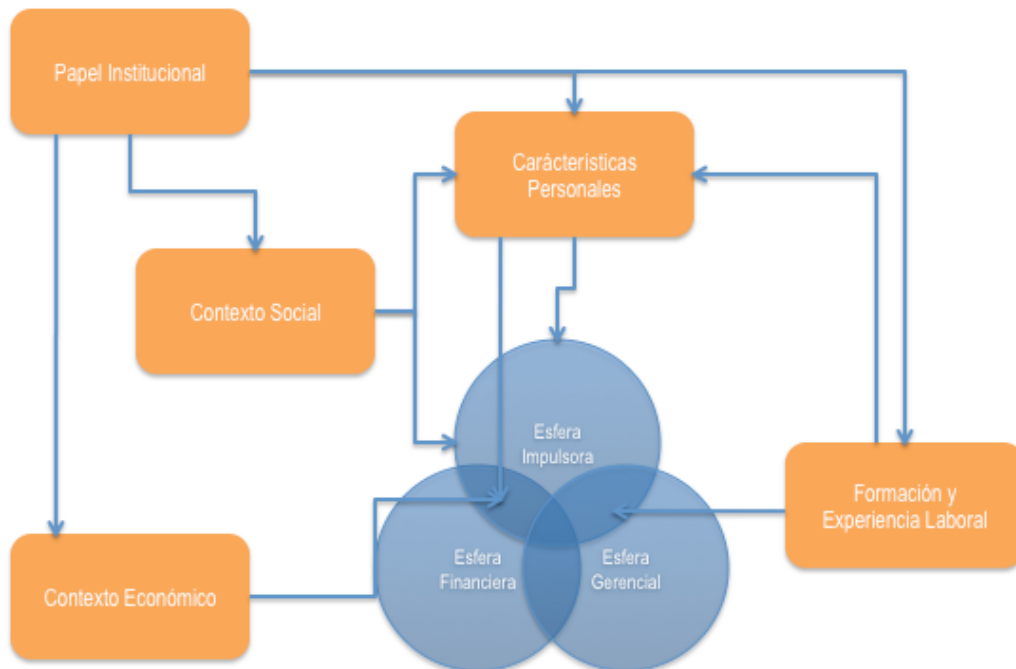 Papel Institucional
Carácterísticas
Personales
Contexto Social
Esfera
Impulsora
Formación y
Experiencia Laboral
Esfera
Financiera
Esfera
Gerencial
Contexto Económico